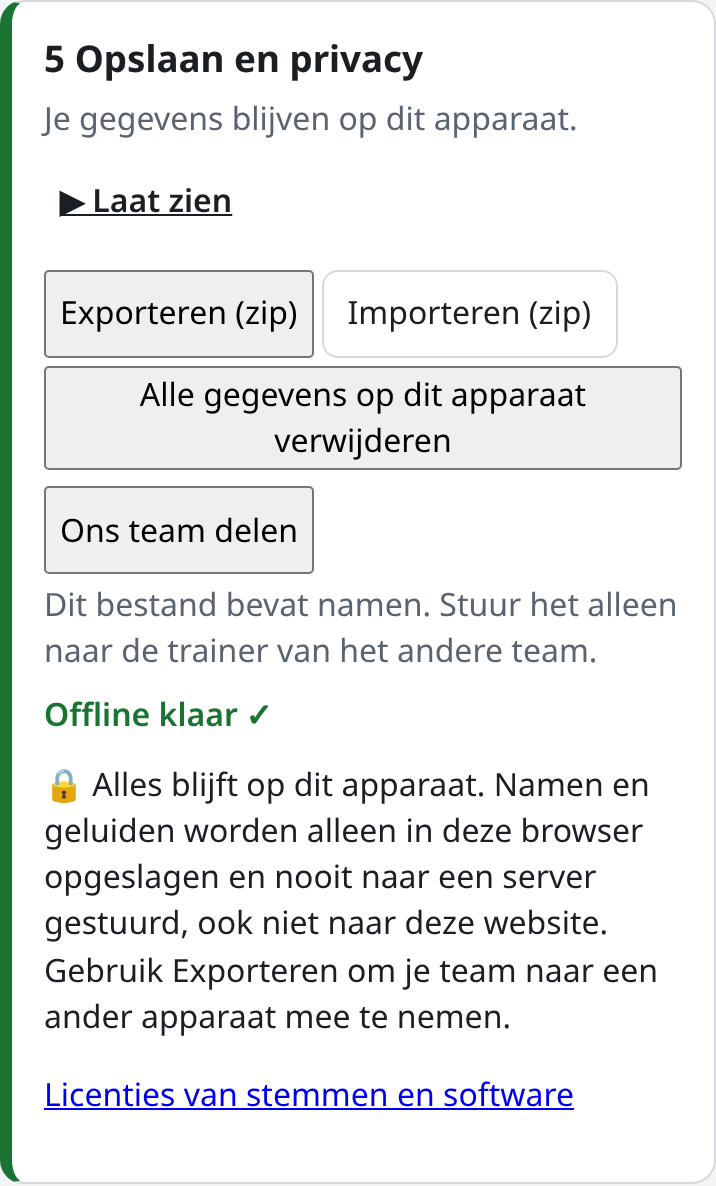 5 Opslaan en privacy
Je gegevens blijven op dit apparaat.
▶ Laat zien
Exporteren (zip) Importeren (zip)
Alle gegevens op dit apparaat
verwijderen
Ons team delen
Dit bestand bevat namen. Stuur het alleen
naar de trainer van het andere team.
Offline klaar ✓
🔒 Alles blijft op dit apparaat. Namen en
geluiden worden alleen in deze browser
opgeslagen en nooit naar een server
gestuurd, ook niet naar deze website.
Gebruik Exporteren om je team naar een
ander apparaat mee te nemen.
Licenties van stemmen en software